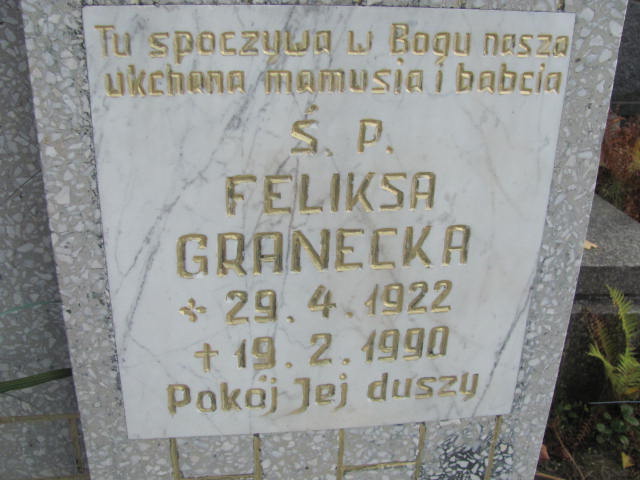 Tu spoczywa w Bogu nasza
ukchana mamusia i babcia
Ś. P.
FELIKSA
GRANECKA
+ 29. 4. 1922
+ 19. 2. 1990
Pokój Jej duszy